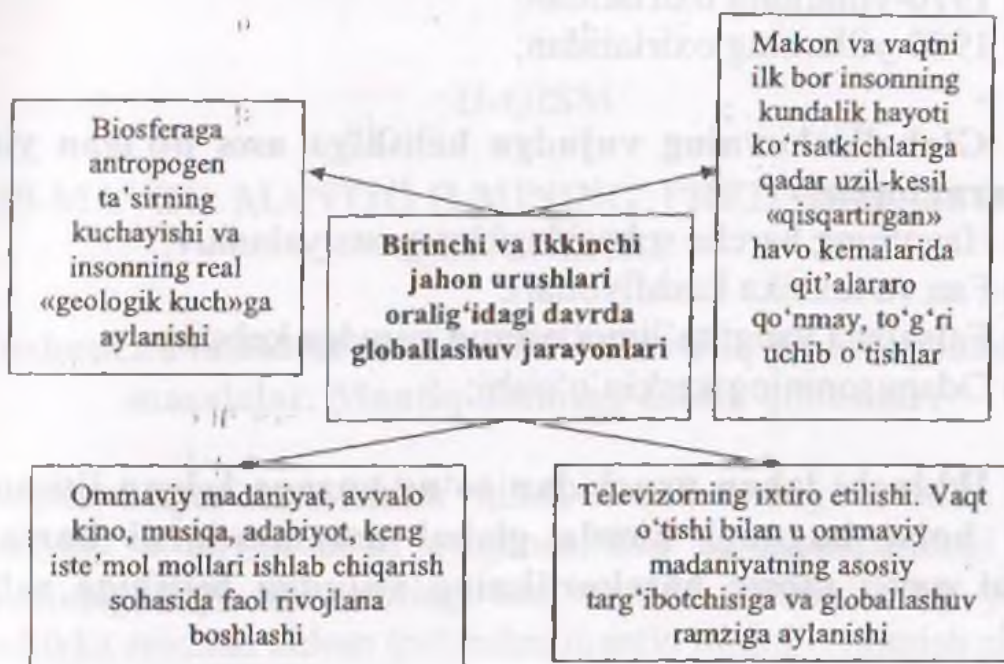 Biosferaga
antropogen
ta'sirning
kuchayishi va
insonning real
«geologik kuch»ga
aylanishi
Makon va vaqtni
ilk bor insonning
kundalik hayoti
ko'rsatkichlariga
qadar uzil-kesil
«qisqartirgan»
havo kemalarida
qit'alararo
qo'nmay, to'g'ri
uchib o'tishlar
Birinchi va Ikkinchi
jahon urushlari
oralig'idagi davrda
globallashuv jarayonlari
Ommaviy madaniyat, avvalo
kino, musiqa, adabiyot, keng
iste'mol mollari ishlab chiqarish
sohasida faol rivojlana
boshlashi
Televizorning ixtiro etilishi. Vaqt
o'tishi bilan u ommaviy
madaniyatning asosiy
targ'ibotchisiga va globallashuv
ramziga aylanishi